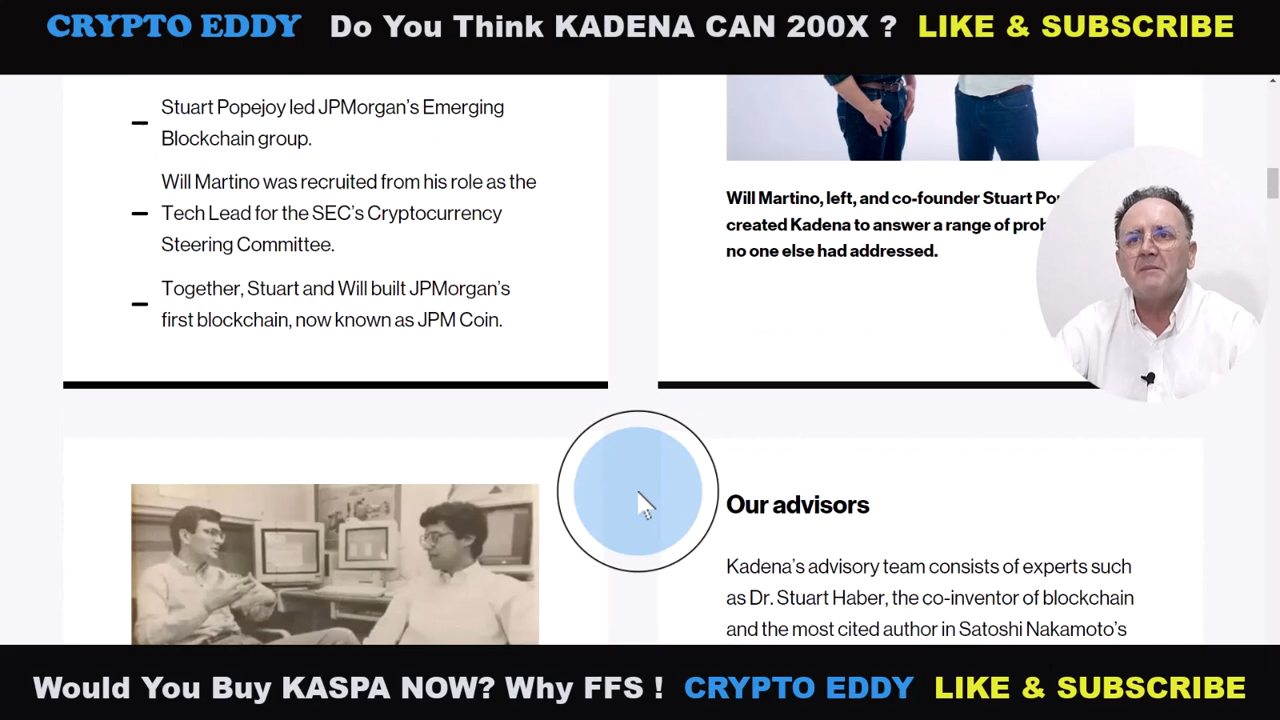 CRYPTO EDDY Do You Think KADENA CAN 200X ? LIKE & SUBSCRIBE
Stuart Popejoy led JPMorgan’s Emerging
Blockchain group.
Will Martino was recruited from his role as the
Tech Lead for the SEC’s Cryptocurrency
Steering Committee.
Together, Stuart and Will built JPMorgan’s
first blockchain, now known as JPM Coin.
Will Martino, left, and co-founder Stuart
created Kadena to answer a range of
no one else had addressed.
Our advisors
Kadena’s advisory team consists of experts such
as Dr. Stuart Haber, the co-inventor of blockchain
and the most cited author in Satoshi Nakamoto’s
Would You Buy KASPA NOW? Why FFS ! CRYPTO EDDY LIKE & SUBSCRIBE